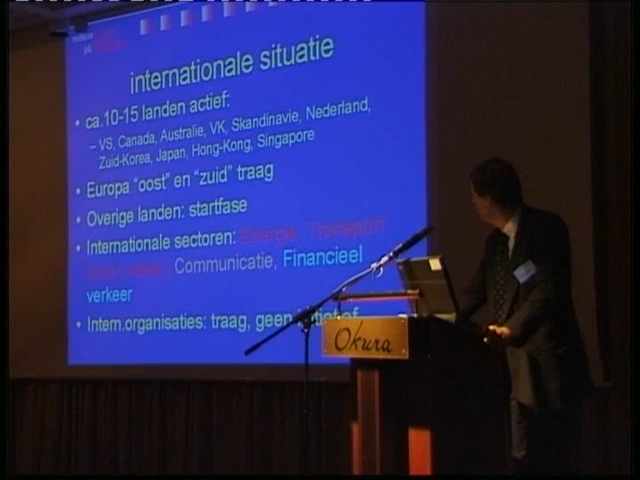 internationale situatie
• ca.10-15 landen actief:
– VS, Canada, Australie, VK, Skandinavie, Nederland,
Zuid-Korea, Japan, Hong-Kong, Singapore
• Europa “oost” en “zuid” traag
• Overige landen: startfase
• Internationale sectoren: Energie, Transport
Communicatie, Financieel
verkeer
• Intern.organisaties: traag, geen
Okura